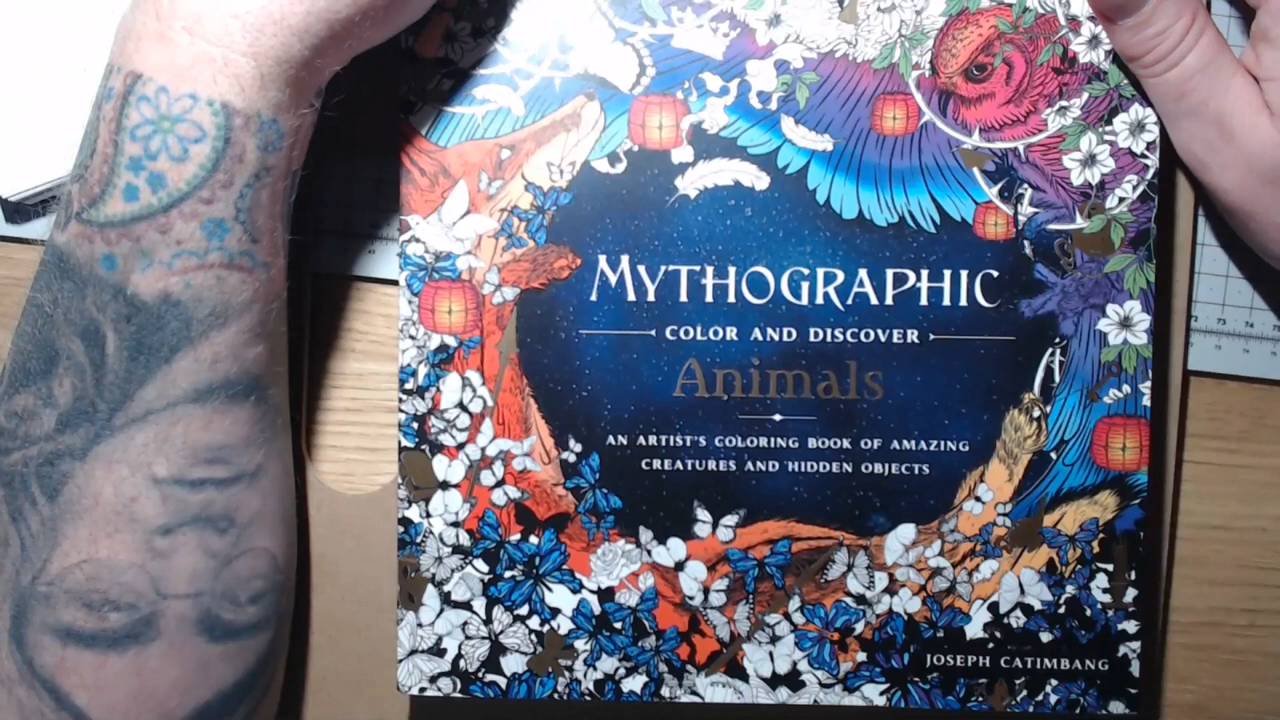 MYTHOGRAPHIC
COLOR AND DISCOVER
Animals
AN ARTIST'S COLORING BOOK OF AMAZING
CREATURES AND HIDDEN OBJECTS
JOSEPH CATIMBANG